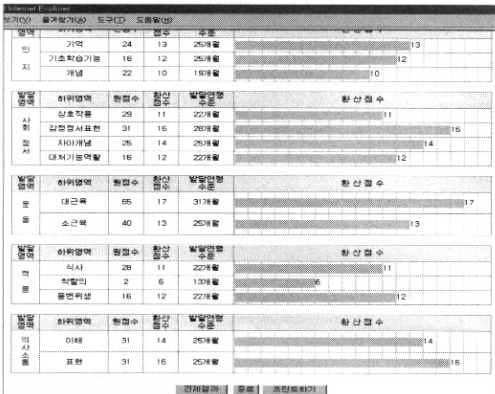 Internet Explorer
보기(V) 즐겨찾기(A) 도구(T) 도움말(H)
영역 점수 수준
인지
기억 24 13 25개월 13
기초학습기능 16 12 25개월 12
개념 22 10 19개월 10
발달영역 하위영역 원점수 환산점수 발달연령수준 환산점수
사회정서
상호작용 29 11 22개월 11
감정정서표현 31 16 28개월 16
자아개념 25 14 25개월 14
대처기능역할 16 12 22개월 12
발달영역 하위영역 원점수 환산점수 발달연령수준 환산점수
운동
대근육 65 17 31개월 17
소근육 40 13 25개월 13
발달영역 하위영역 원점수 환산점수 발달연령수준 환산점수
적응
식사 28 11 22개월 11
착탈의 2 6 13개월 6
용변위생 16 12 22개월 12
발달영역 하위영역 원점수 환산점수 발달연령수준 환산점수
의사소통
이해 31 14 25개월 14
표현 31 16 25개월 16
전체결과 종료 프린트하기